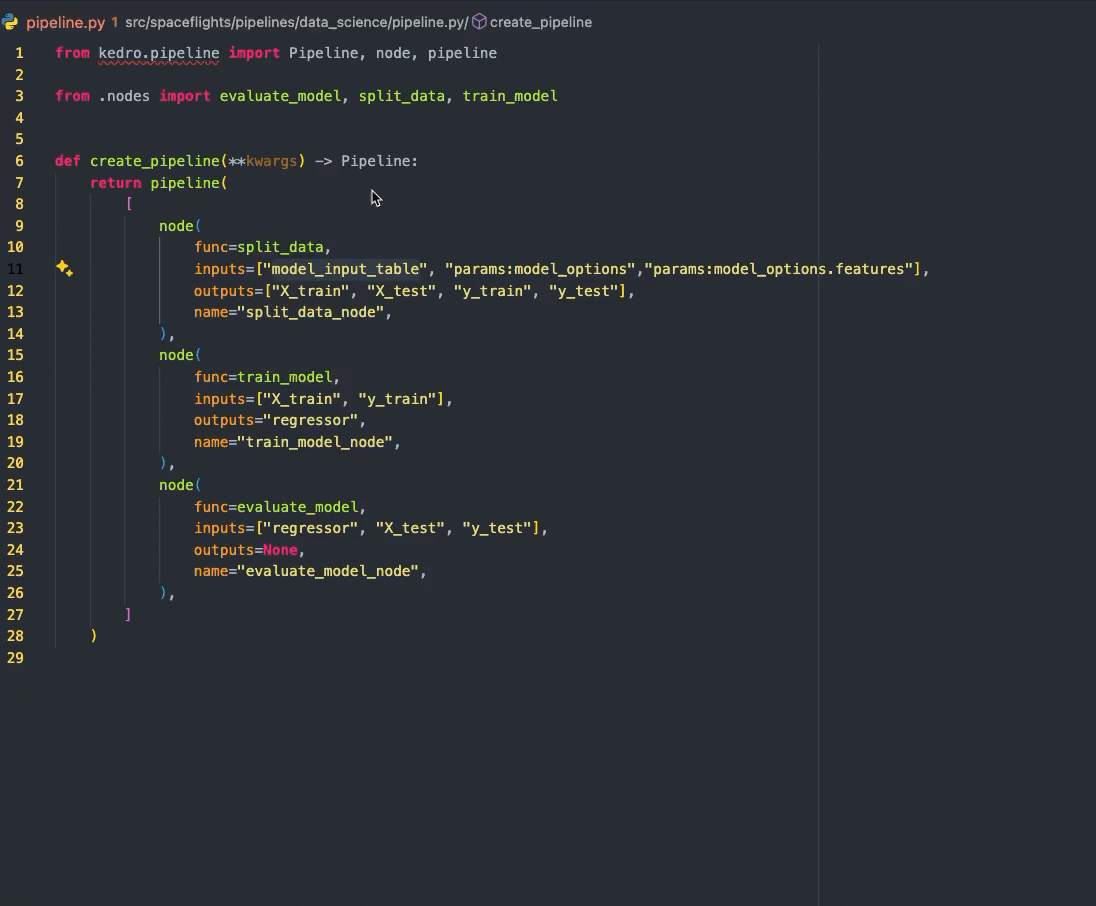 pipeline.py 1 src/spaceflights/pipelines/data_science/pipeline.py/ create_pipeline
1 from kedro.pipeline import Pipeline, node, pipeline
2
3 from .nodes import evaluate_model, split_data, train_model
4
5
6 def create_pipeline(**kwargs) -> Pipeline:
7 return pipeline(
8 [
9 node(
10 func=split_data,
11 inputs=["model_input_table", "params:model_options","params:model_options.features"],
12 outputs=["X_train", "X_test", "y_train", "y_test"],
13 name="split_data_node",
14 ),
15 node(
16 func=train_model,
17 inputs=["X_train", "y_train"],
18 outputs="regressor",
19 name="train_model_node",
20 ),
21 node(
22 func=evaluate_model,
23 inputs=["regressor", "X_test", "y_test"],
24 outputs=None,
25 name="evaluate_model_node",
26 ),
27 ]
28 )
29